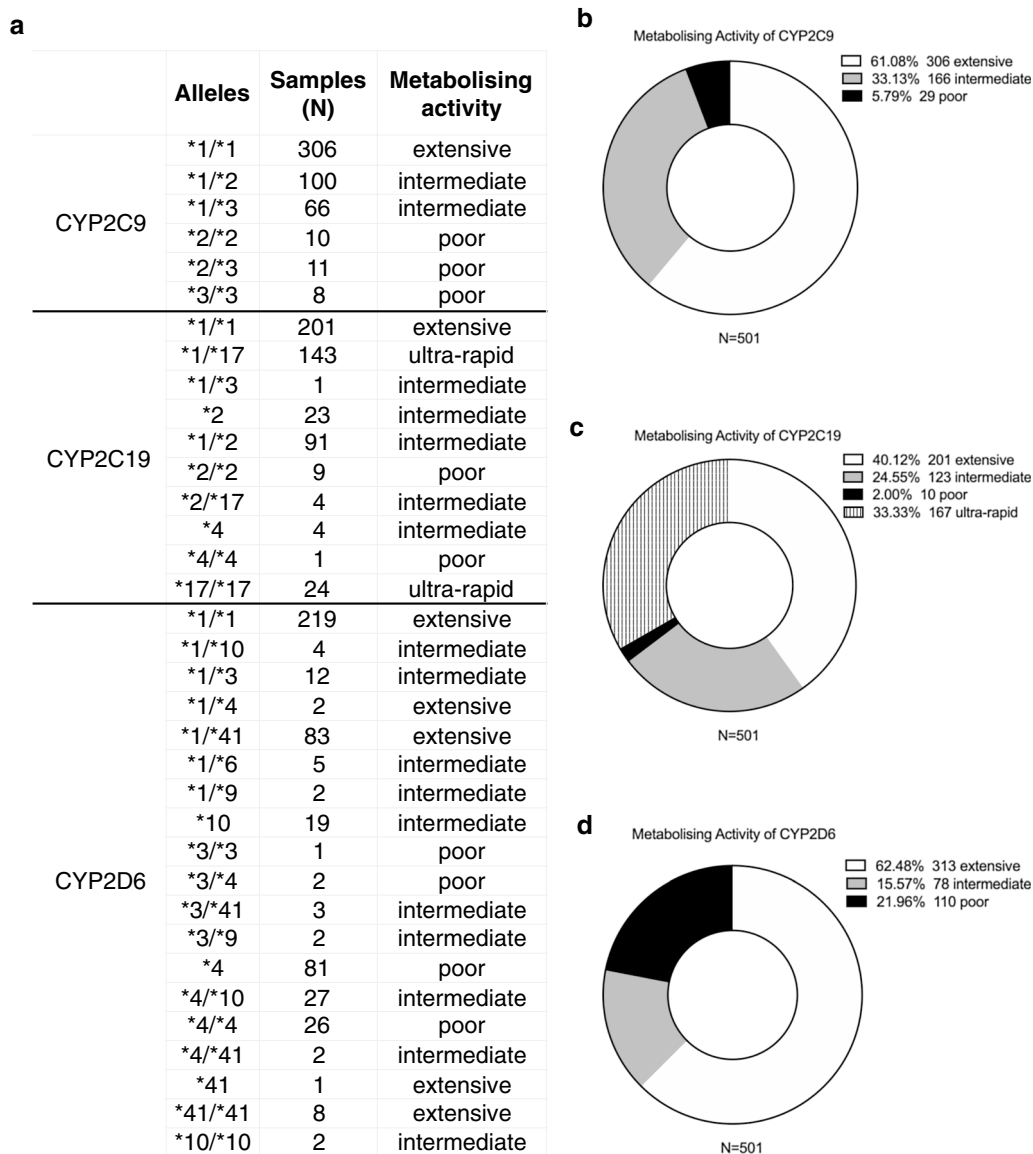 a
Alleles Samples (N) Metabolising activity
CYP2C9
*1/*1 306 extensive
*1/*2 100 intermediate
*1/*3 66 intermediate
*2/*2 10 poor
*2/*3 11 poor
*3/*3 8 poor
CYP2C19
*1/*1 201 extensive
*1/*17 143 ultra-rapid
*1/*3 1 intermediate
*2 23 intermediate
*1/*2 91 intermediate
*2/*2 9 poor
*2/*17 4 intermediate
*4 4 intermediate
*4/*4 1 poor
*17/*17 24 ultra-rapid
CYP2D6
*1/*1 219 extensive
*1/*10 4 intermediate
*1/*3 12 intermediate
*1/*4 2 extensive
*1/*41 83 extensive
*1/*6 5 intermediate
*1/*9 2 intermediate
*10 19 intermediate
*3/*3 1 poor
*3/*4 2 poor
*3/*41 3 intermediate
*3/*9 2 intermediate
*4 81 poor
*4/*10 27 intermediate
*4/*4 26 poor
*4/*41 2 intermediate
*41 1 extensive
*41/*41 8 extensive
*10/*10 2 intermediate
b
Metabolising Activity of CYP2C9
61.08% 306 extensive
33.13% 166 intermediate
5.79% 29 poor
N=501
c
Metabolising Activity of CYP2C19
40.12% 201 extensive
24.55% 123 intermediate
2.00% 10 poor
33.33% 167 ultra-rapid
N=501
d
Metabolising Activity of CYP2D6
62.48% 313 extensive
15.57% 78 intermediate
21.96% 110 poor
N=501